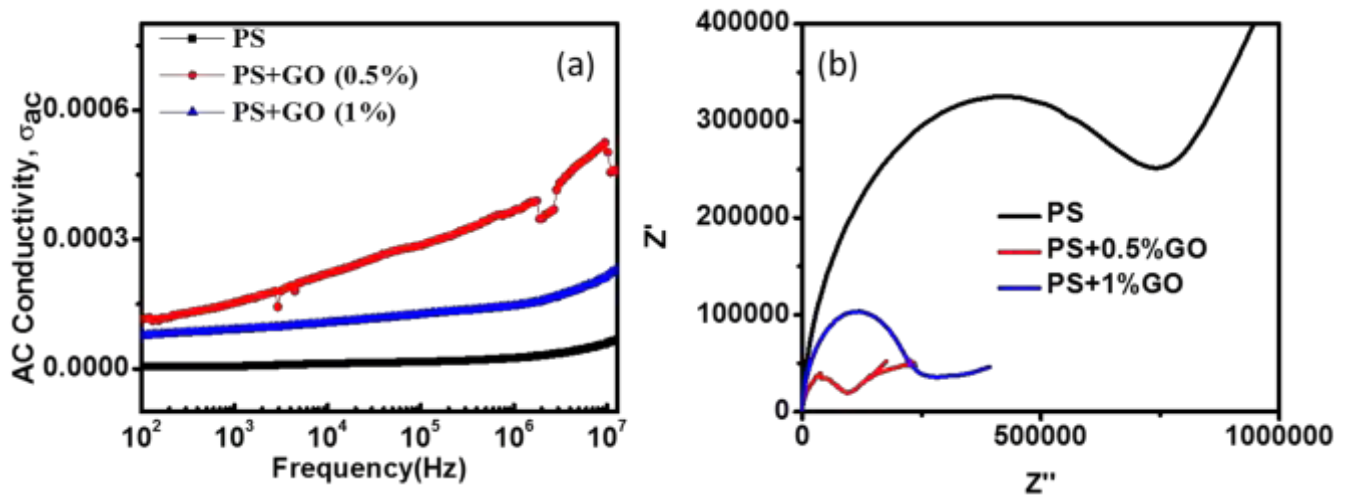 PS
PS+GO (0.5%)
PS+GO (1%)
(a)
AC Conductivity, σac
0.0006
0.0003
0.0000
10² 10³ 10⁴ 10⁵ 10⁶ 10⁷
Frequency(Hz)
(b)
Z'
400000
300000
200000
100000
0
PS
PS+0.5%GO
PS+1%GO
0 500000 1000000
Z''